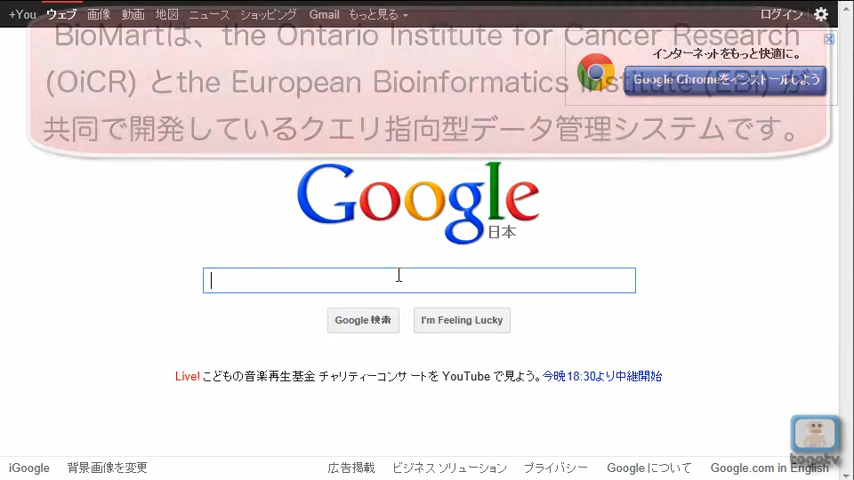 +You ウェブ 画像 動画 地図 ニュース ショッピング Gmail もっと見る ログイン
BioMartは、the Ontario Institute for Cancer Research
(OiCR) とthe European Bioinformatics Institute (EBI) が
共同で開発しているクエリ指向型データ管理システムです。
インターネットをもっと快適に。
Google Chromeをインストールしよう
Google
日本
Google 検索 I'm Feeling Lucky
Live! こどもの音楽再生基金 チャリティーコンサートを YouTube で見よう。今晩18:30より中継開始
iGoogle 背景画像を変更 広告掲載 ビジネス ソリューション プライバシー Google について Google.com in English
togotv